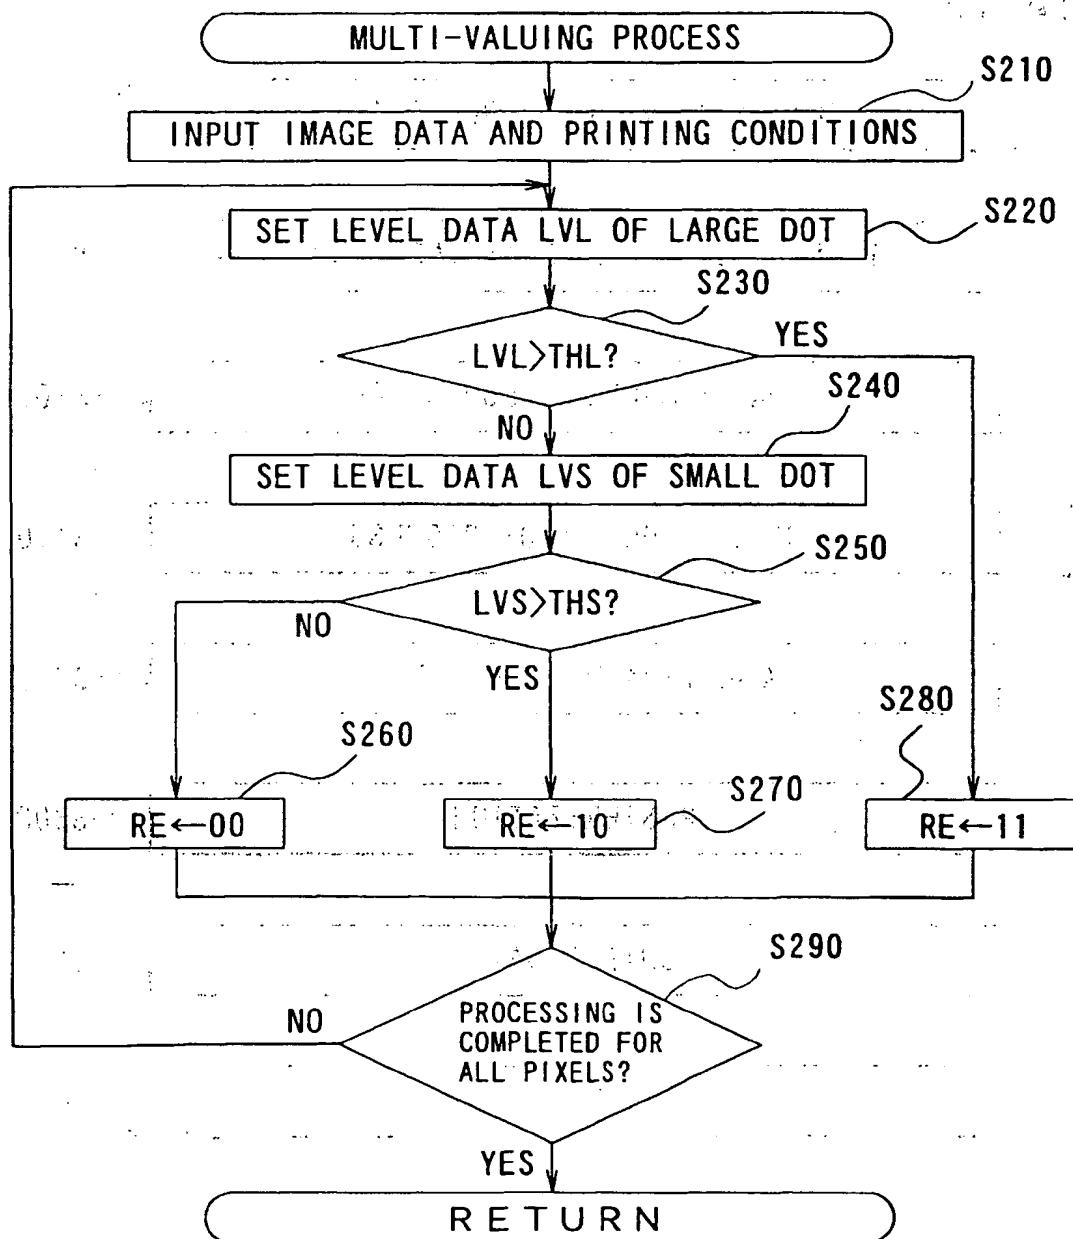 MULTI-VALUING PROCESS
S210
INPUT IMAGE DATA AND PRINTING CONDITIONS
S220
SET LEVEL DATA LVL OF LARGE DOT
S230
LVL>THL?
YES
S240
NO
SET LEVEL DATA LVS OF SMALL DOT
S250
LVS>THS?
NO
YES
S280
S260
S270
RE←00
RE←10
RE←11
S290
NO
PROCESSING IS
COMPLETED FOR
ALL PIXELS?
YES
RETURN